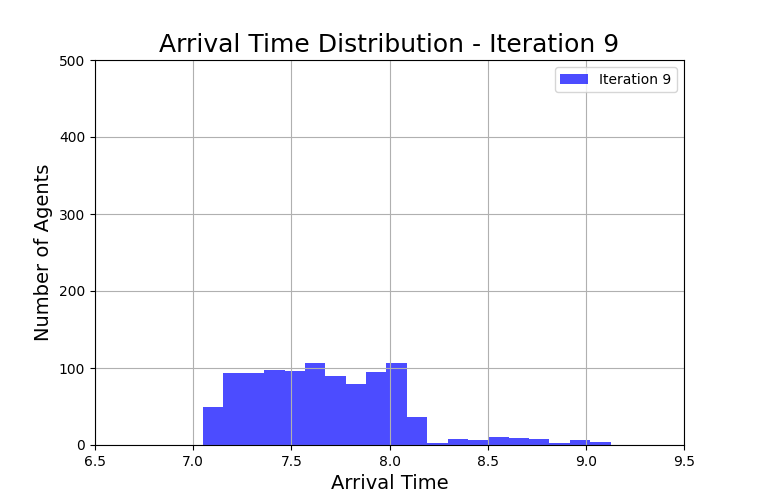 Arrival Time Distribution - Iteration 9
Iteration 9
Number of Agents
500
400
300
200
100
0
6.5 7.0 7.5 8.0 8.5 9.0 9.5
Arrival Time